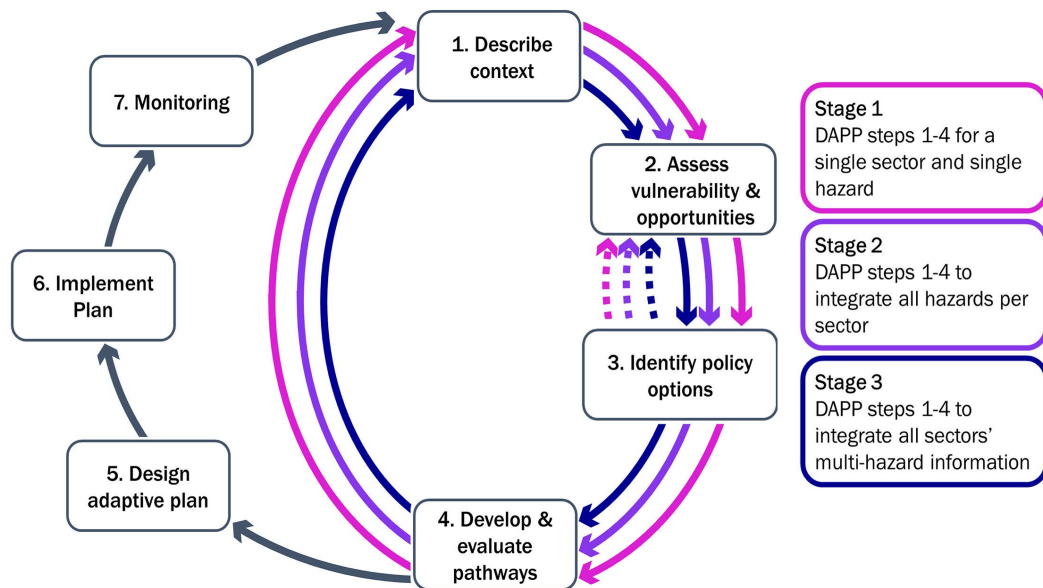 1. Describe
context
2. Assess
vulnerability &
opportunities
3. Identify policy
options
4. Develop &
evaluate
pathways
5. Design
adaptive plan
6. Implement
Plan
7. Monitoring
Stage 1
DAPP steps 1-4 for a
single sector and single
hazard
Stage 2
DAPP steps 1-4 to
integrate all hazards per
sector
Stage 3
DAPP steps 1-4 to
integrate all sectors’
multi-hazard information